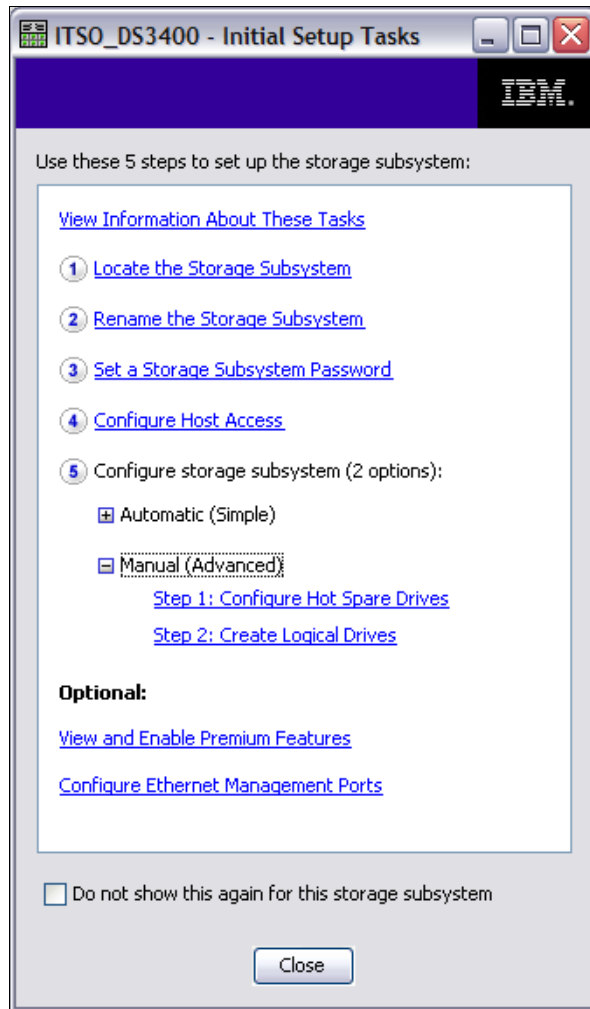 ITSO_DS3400 - Initial Setup Tasks
IBM.
Use these 5 steps to set up the storage subsystem:
View Information About These Tasks
1 Locate the Storage Subsystem
2 Rename the Storage Subsystem
3 Set a Storage Subsystem Password
4 Configure Host Access
5 Configure storage subsystem (2 options):
Automatic (Simple)
Manual (Advanced)
Step 1: Configure Hot Spare Drives
Step 2: Create Logical Drives
Optional:
View and Enable Premium Features
Configure Ethernet Management Ports
Do not show this again for this storage subsystem
Close